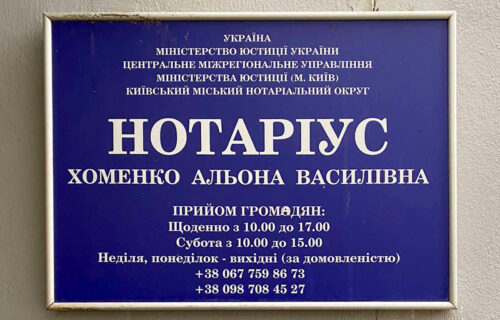 УКРАЇНА
МІНІСТЕРСТВО ЮСТИЦІЇ УКРАЇНИ
ЦЕНТРАЛЬНЕ МІЖРЕГІОНАЛЬНЕ УПРАВЛІННЯ
МІНІСТЕРСТВА ЮСТИЦІЇ (М. КИЇВ)
КИЇВСЬКИЙ МІСЬКИЙ НОТАРІАЛЬНИЙ ОКРУГ
НОТАРІУС
ХОМЕНКО АЛЬОНА ВАСИЛІВНА
ПРИЙОМ ГРОМАДЯН:
Щоденно з 10.00 до 17.00
Субота з 10.00 до 15.00
Неділя, понеділок - вихідні (за домовленістю)
+38 067 759 86 73
+38 098 708 45 27